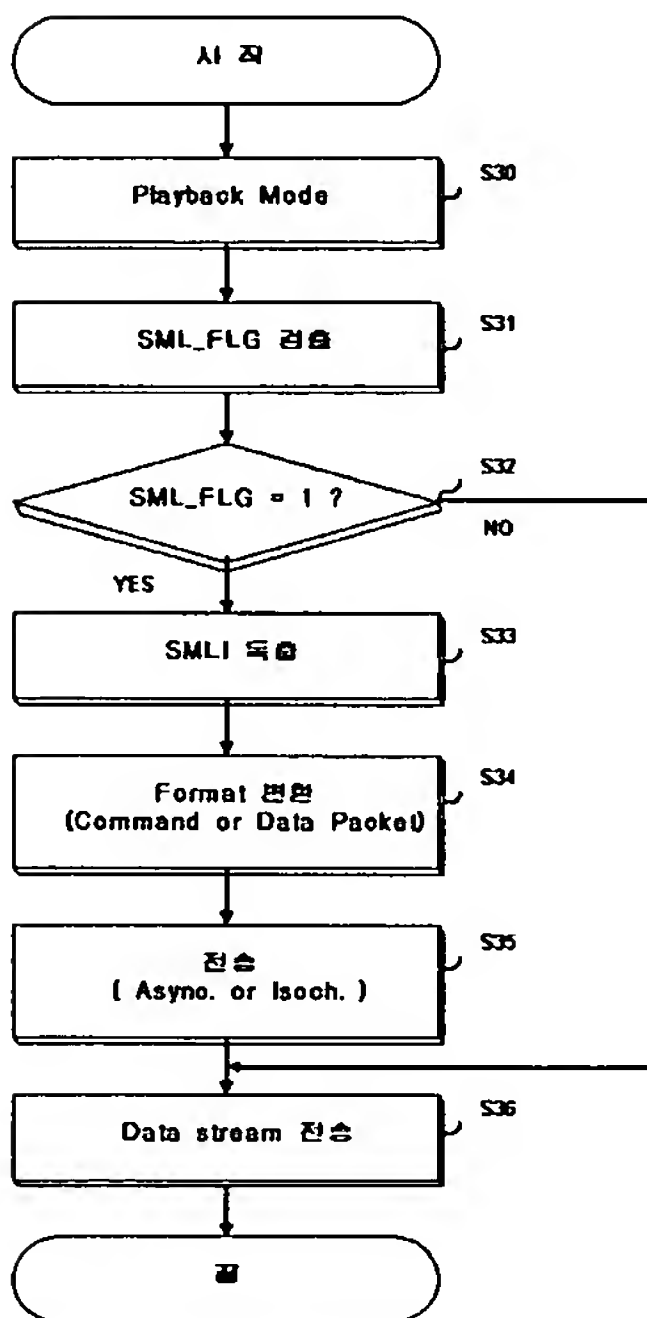 시 작
Playback Mode
S30
SML_FLG 검출
S31
SML_FLG = 1 ?
S32
NO
YES
SMLI 독출
S33
Format 변환
(Command or Data Packet)
S34
전송
( Async. or Isoch. )
S35
Data stream 전송
S36
끝